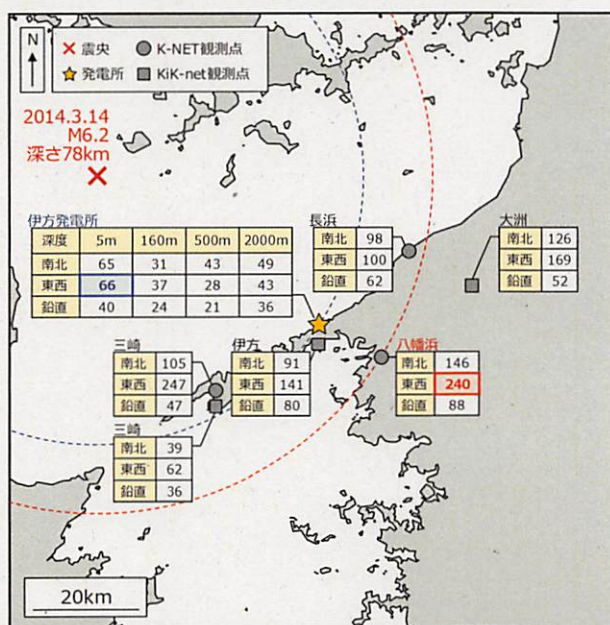 N
震央
K-NET観測点
発電所
KiK-net観測点
2014.3.14
M6.2
深さ78km
伊方発電所
深度 5m 160m 500m 2000m
南北 65 31 43 49
東西 66 37 28 43
鉛直 40 24 21 36
長浜
南北 98
東西 100
鉛直 62
大洲
南北 126
東西 169
鉛直 52
三崎
南北 105
東西 247
鉛直 47
伊方
南北 91
東西 141
鉛直 80
八幡浜
南北 146
東西 240
鉛直 88
三崎
南北 39
東西 62
鉛直 36
20km